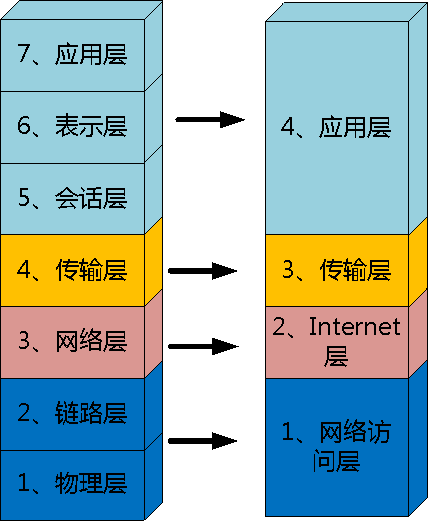 7、应用层
6、表示层
5、会话层
4、传输层
3、网络层
2、链路层
1、物理层
4、应用层
3、传输层
2、Internet
层
1、网络访
问层